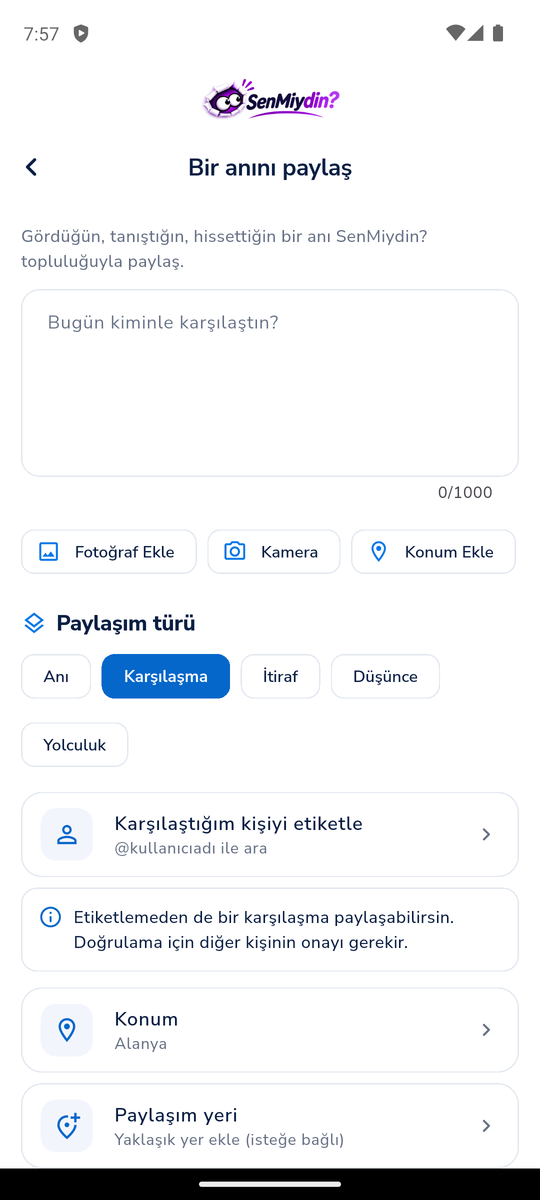 7:57
SenMiydin?
Bir anını paylaş
Gördüğün, tanıştığın, hissettiğin bir anı SenMiydin?
topluluğuyla paylaş.
Bugün kiminle karşılaştın?
0/1000
Fotoğraf Ekle
Kamera
Konum Ekle
Paylaşım türü
Anı
Karşılaşma
İtiraf
Düşünce
Yolculuk
Karşılaştığım kişiyi etiketle
@kullanıcıadı ile ara
Etiketlemeden de bir karşılaşma paylaşabilirsin.
Doğrulama için diğer kişinin onayı gerekir.
Konum
Alanya
Paylaşım yeri
Yaklaşık yer ekle (isteğe bağlı)